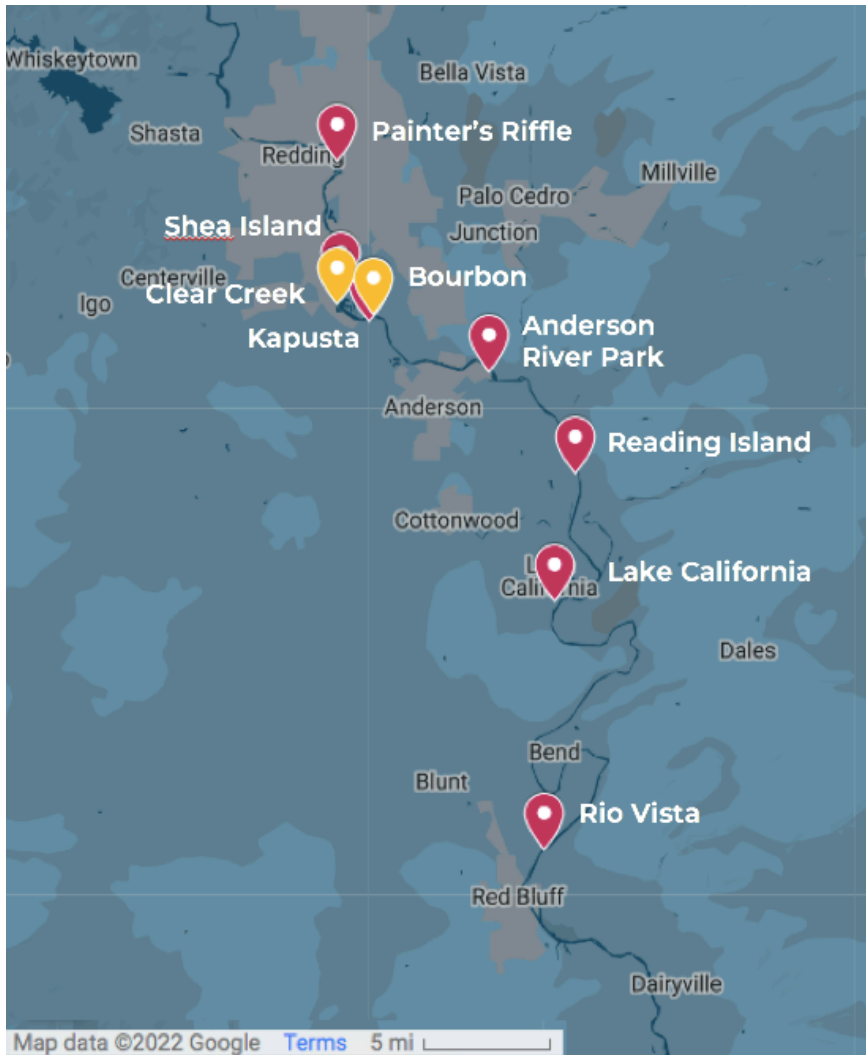 Whiskeytown
Bella Vista
Shasta
Painter's Riffle
Redding
Millville
Palo Cedro
Shea Island
Junction
Centerville
Bourbon
Clear Creek
Igo
Kapusta
Anderson
River Park
Anderson
Reading Island
Cottonwood
Lake California
California
Dales
Bend
Blunt
Rio Vista
Red Bluff
Dairyville
Map data ©2022 Google Terms 5 mi